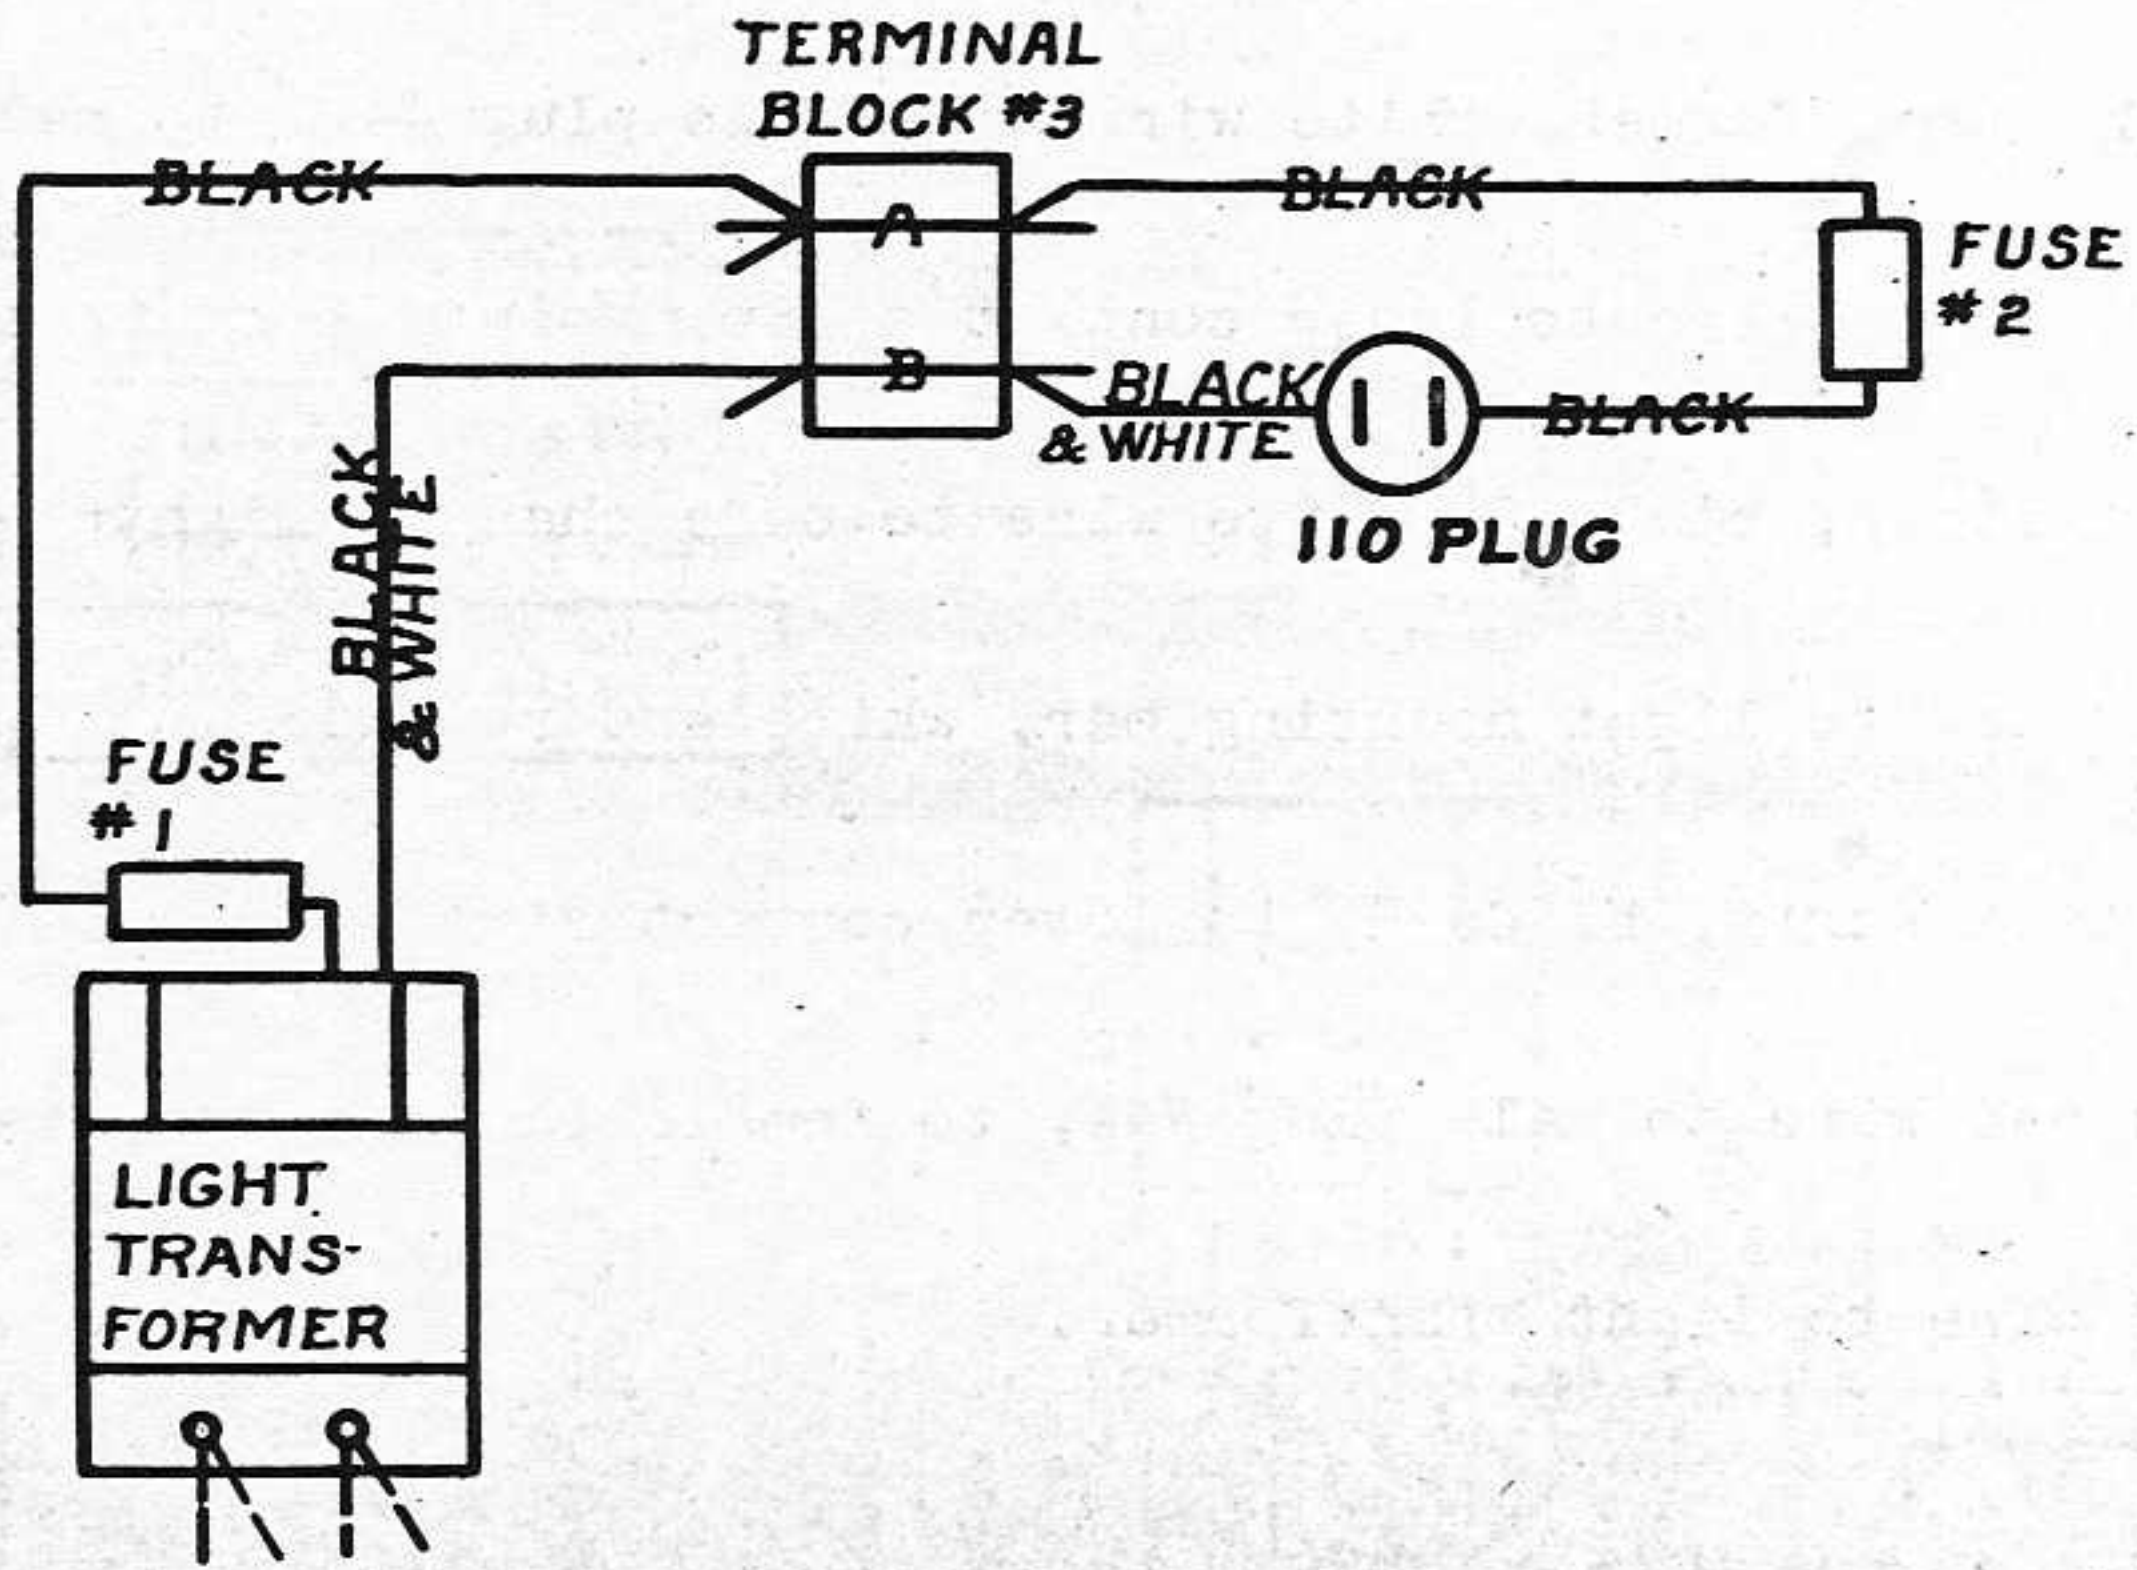 TERMINAL
BLOCK #3
BLACK
A
BLACK
FUSE
#2
B
BLACK
& WHITE
BLACK
110 PLUG
BLACK
& WHITE
FUSE
#1
LIGHT
TRANS-
FORMER